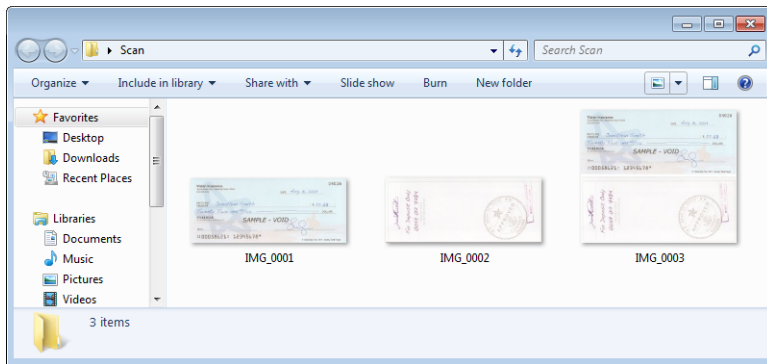 Scan
Search Scan
Organize
Include in library
Share with
Slide show
Burn
New folder
Favorites
Desktop
Downloads
Recent Places
Libraries
Documents
Music
Pictures
Videos
SAMPLE - VOID
SAMPLE - VOID
IMG_0001
IMG_0002
IMG_0003
3 items